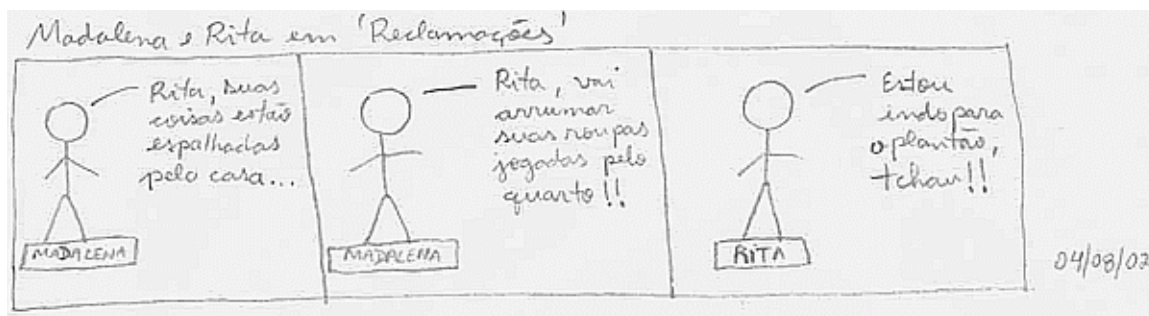 Madalena e Rita em 'Reclamações'
Rita, suas
coisas estão
espalhadas
pela casa...
MADALENA
Rita, vai
arrumar
suas roupas
jogadas pelo
quarto!!
MADALENA
Estou
indo para
o plantão,
tchau!!
RITA
04/08/02